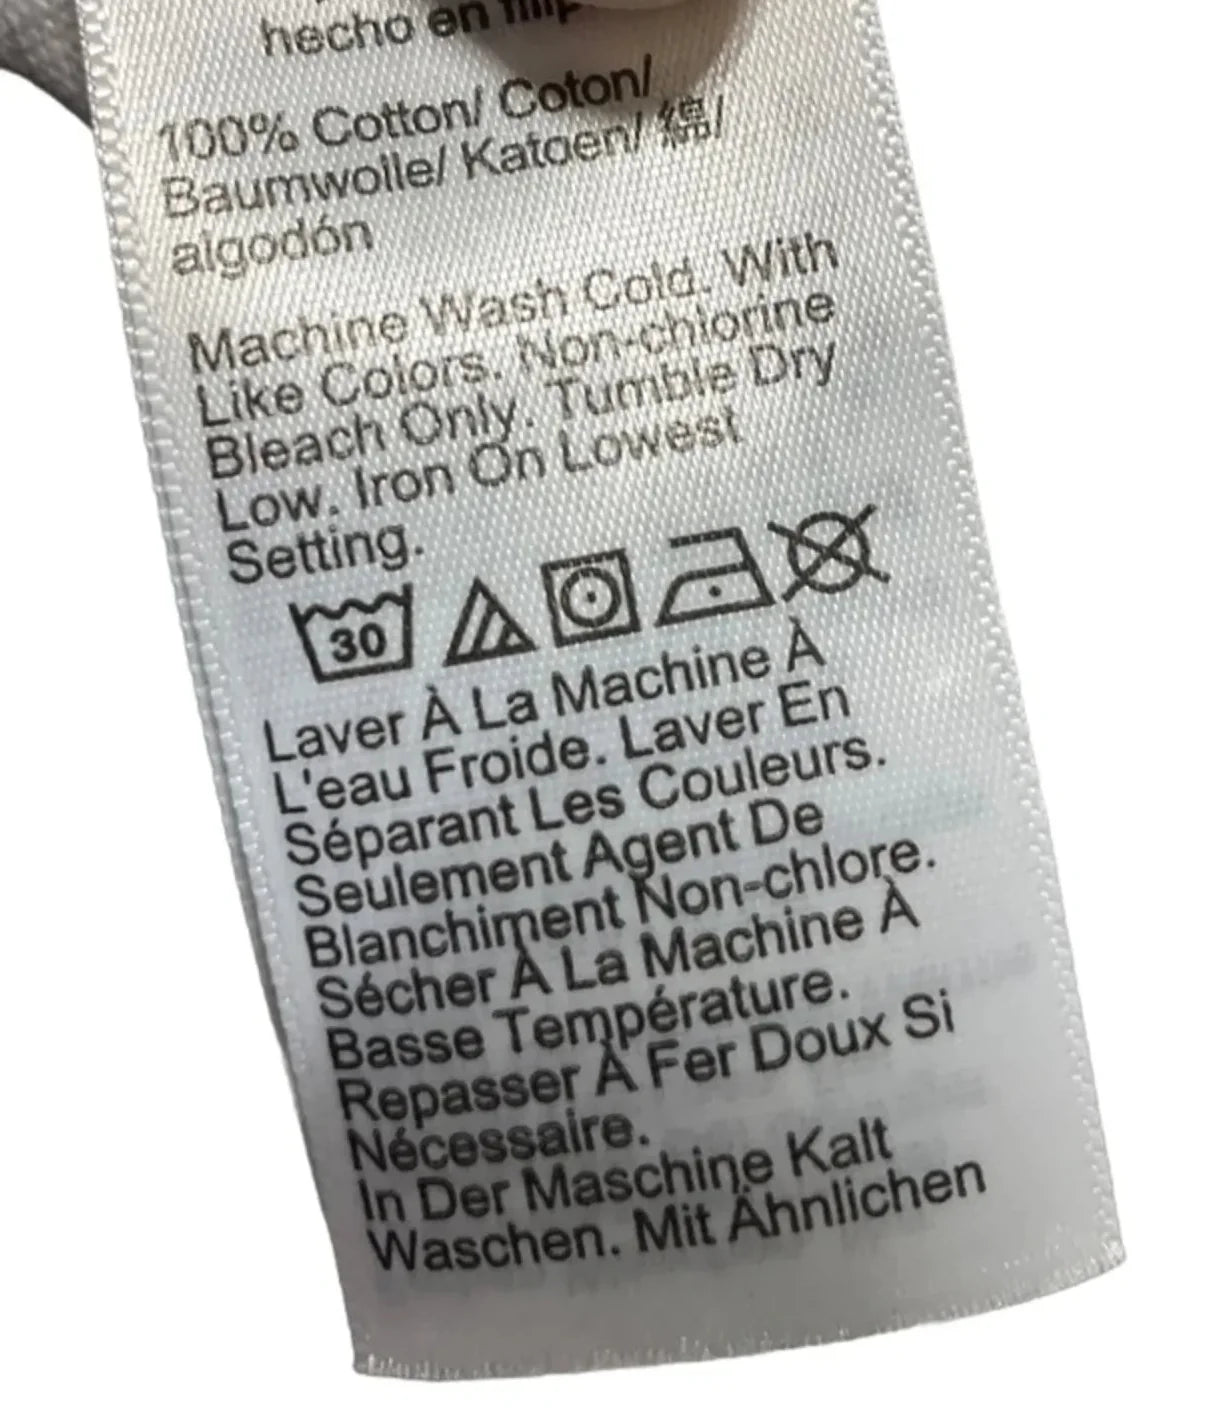 hecho en filip
100% Cotton/ Coton/
Baumwolle/ Katoen/ 綿/
algodón
Machine Wash Cold. With
Like Colors. Non-chlorine
Bleach Only. Tumble Dry
Low. Iron On Lowest
Setting.
30
Laver À La Machine À
L'eau Froide. Laver En
Séparant Les Couleurs.
Seulement Agent De
Blanchiment Non-chlore.
Sécher À La Machine À
Basse Température.
Repasser À Fer Doux Si
Nécessaire.
In Der Maschine Kalt
Waschen. Mit Ähnlichen